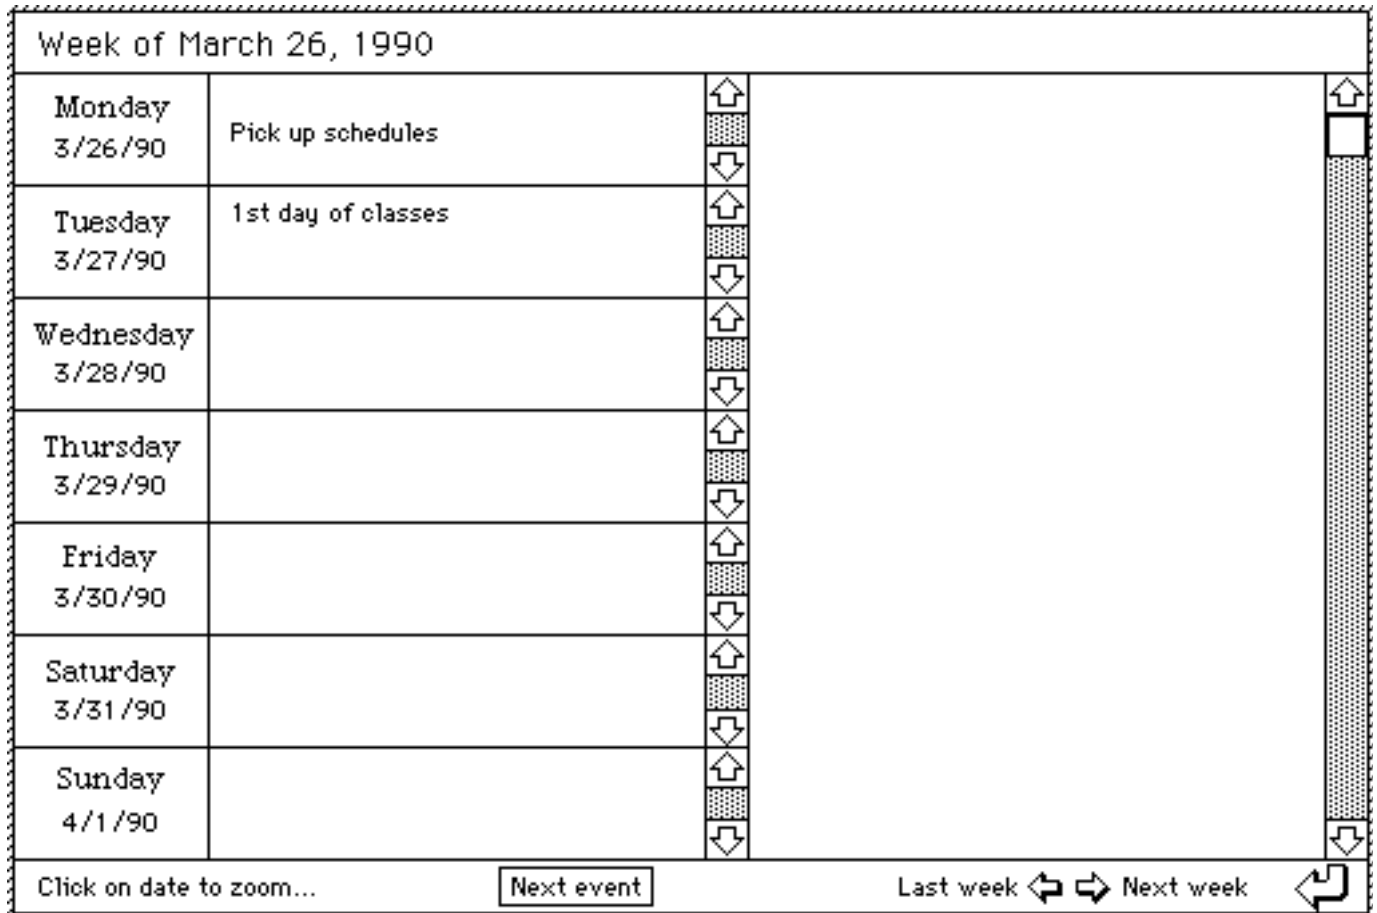 Week of March 26, 1990
Monday
3/26/90
Pick up schedules
Tuesday
3/27/90
1st day of classes
Wednesday
3/28/90
Thursday
3/29/90
Friday
3/30/90
Saturday
3/31/90
Sunday
4/1/90
Click on date to zoom...
Next event
Last week
Next week